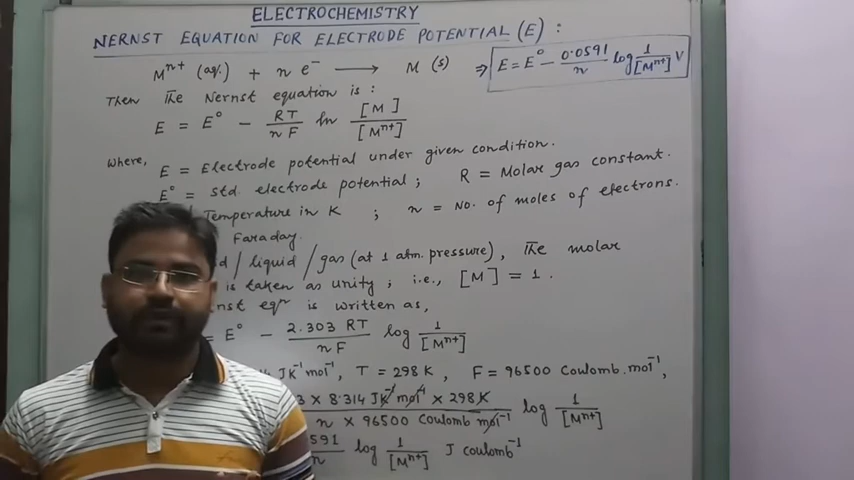 ELECTROCHEMISTRY
NERNST EQUATION FOR ELECTRODE POTENTIAL (E) :
Mⁿ⁺ (aq.) + n e⁻ ⟶ M (s) ⇒ E = E° − 0.0591/n log 1/[Mⁿ⁺] V
Then The Nernst equation is :
E = E° − RT/nF ln [M]/[Mⁿ⁺]
where, E = Electrode potential under given condition.
E° = std. electrode potential ; R = Molar gas constant.
Temperature in K ; n = No. of moles of electrons.
Faraday.
/ liquid / gas (at 1 atm. pressure), The molar
is taken as unity ; i.e., [M] = 1.
is written as,
= E° − 2.303 RT/nF log 1/[Mⁿ⁺]
JK⁻¹ mol⁻¹, T = 298 K, F = 96500 Coulomb.mol⁻¹,
3 × 8.314 JK⁻¹ mol⁻¹ × 298 K / n × 96500 Coulomb mol⁻¹ log 1/[Mⁿ⁺]
591/n log 1/[Mⁿ⁺] J coulomb⁻¹